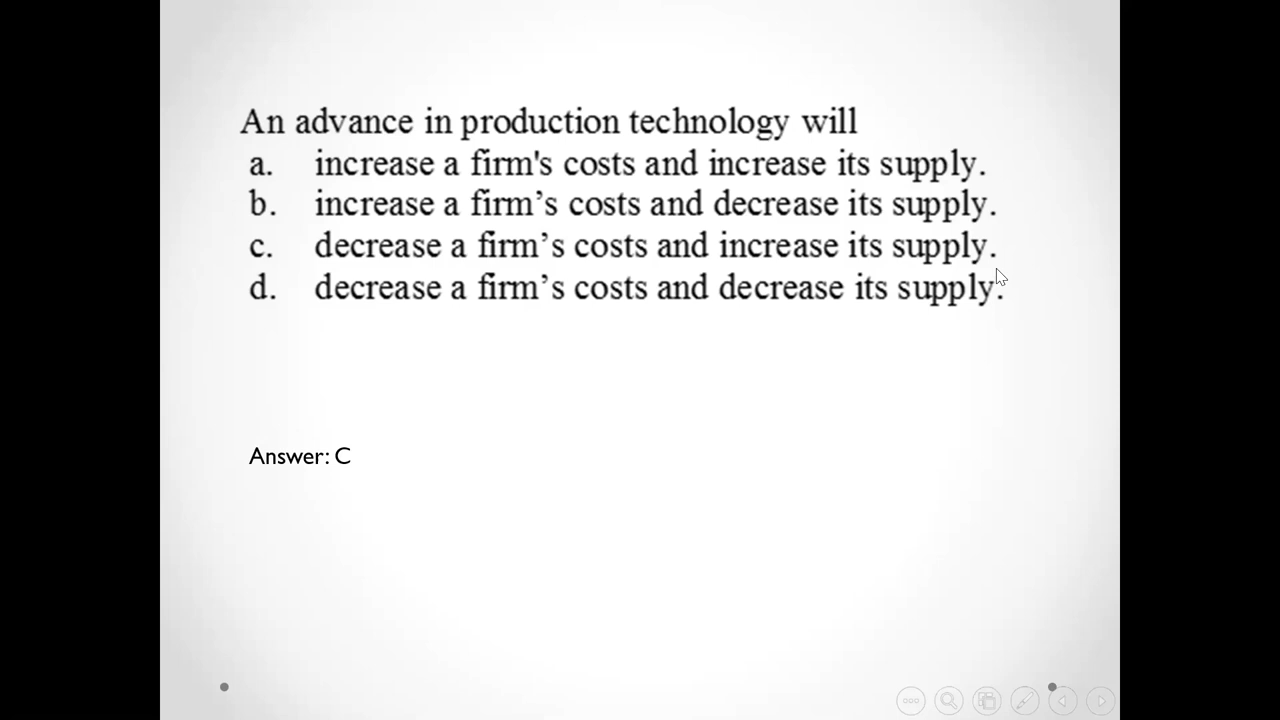 An advance in production technology will
a. increase a firm's costs and increase its supply.
b. increase a firm’s costs and decrease its supply.
c. decrease a firm’s costs and increase its supply.
d. decrease a firm’s costs and decrease its supply.
Answer: C